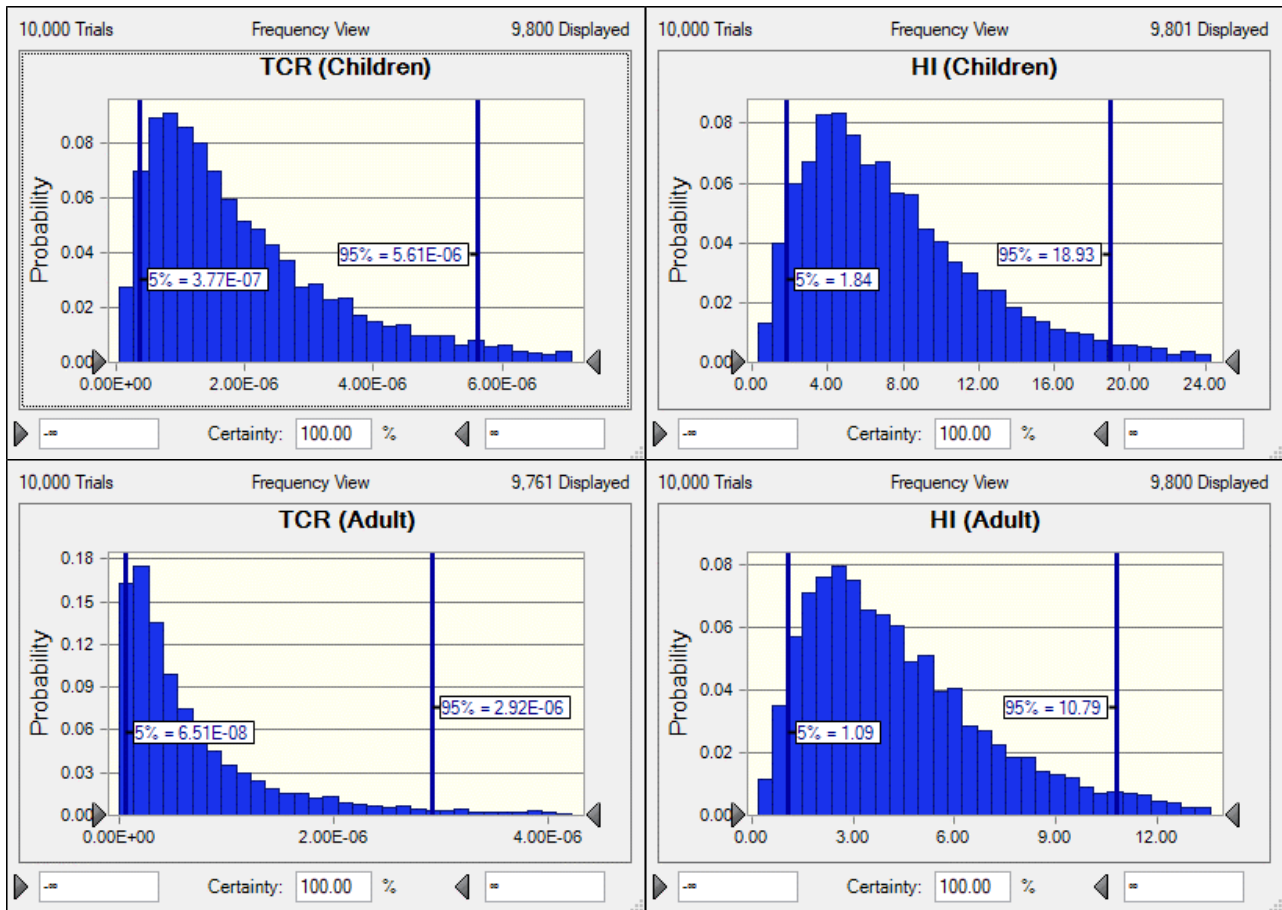 10,000 Trials Frequency View 9,800 Displayed
TCR (Children)
Probability
0.08
0.06
0.04
0.02
0.00
95% = 5.61E-06
5% = 3.77E-07
0.00E+00 2.00E-06 4.00E-06 6.00E-06
-∞ Certainty: 100.00 % ∞
10,000 Trials Frequency View 9,801 Displayed
HI (Children)
Probability
0.08
0.06
0.04
0.02
0.00
95% = 18.93
5% = 1.84
0.00 4.00 8.00 12.00 16.00 20.00 24.00
-∞ Certainty: 100.00 % ∞
10,000 Trials Frequency View 9,761 Displayed
TCR (Adult)
Probability
0.18
0.15
0.12
0.09
0.06
0.03
0.00
95% = 2.92E-06
5% = 6.51E-08
0.00E+00 2.00E-06 4.00E-06
-∞ Certainty: 100.00 % ∞
10,000 Trials Frequency View 9,800 Displayed
HI (Adult)
Probability
0.08
0.06
0.04
0.02
0.00
95% = 10.79
5% = 1.09
0.00 3.00 6.00 9.00 12.00
-∞ Certainty: 100.00 % ∞